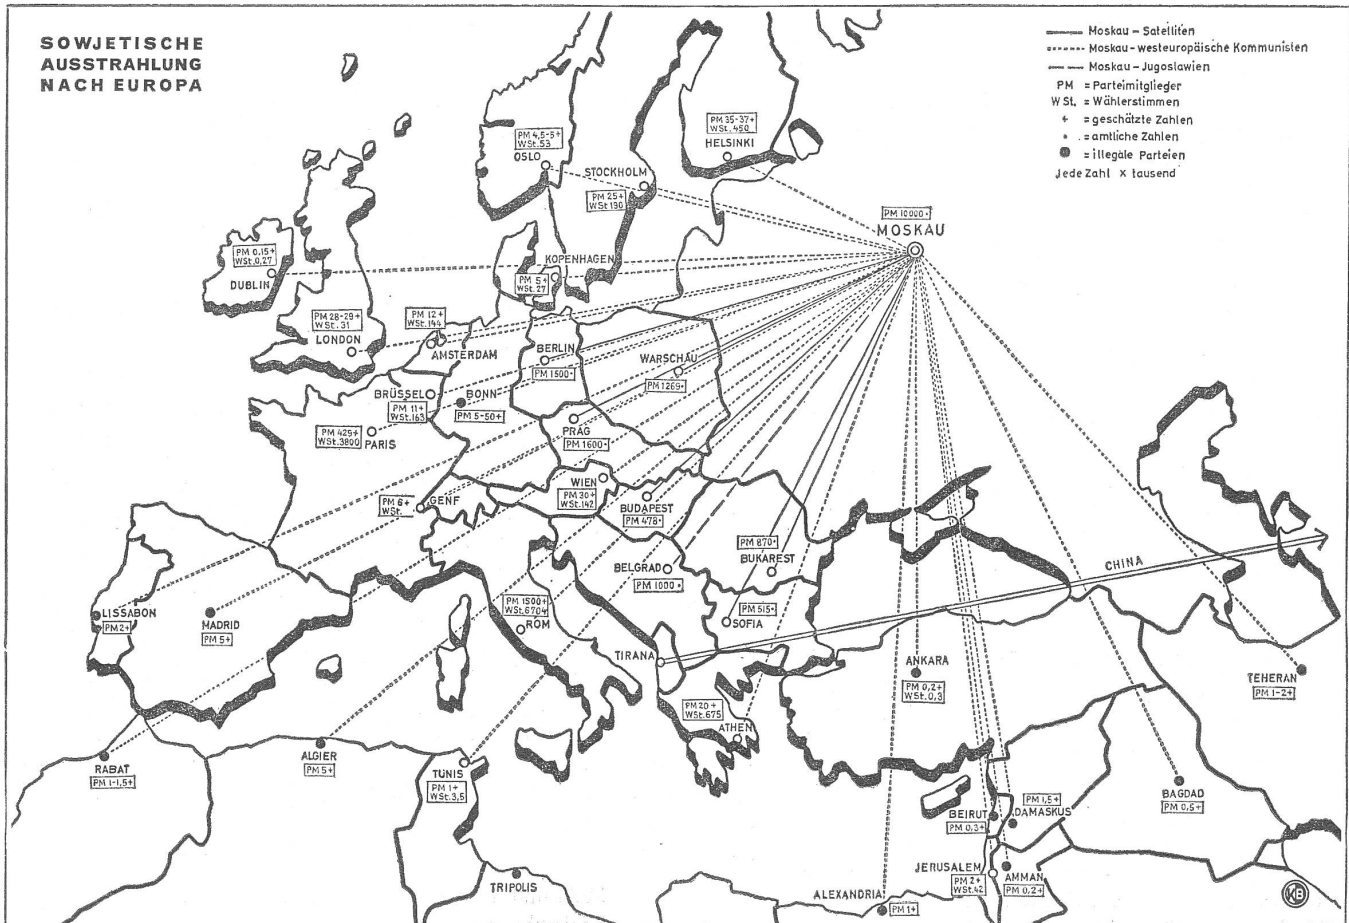 SOWJETISCHE
AUSSTRAHLUNG
NACH EUROPA
Moskau – Satelliten
Moskau – westeuropäische Kommunisten
Moskau – Jugoslawien
PM = Parteimitglieder
WSt. = Wählerstimmen
+ = geschätzte Zahlen
• = amtliche Zahlen
● = illegale Parteien
Jede Zahl x tausend
PM 4,5-5+
WSt.53
OSLO
PM 35-37+
WSt.450
HELSINKI
STOCKHOLM
PM 25+
WSt.190
PM 10000•
MOSKAU
PM 0,15+
WSt.0,27
DUBLIN
KOPENHAGEN
PM 5+
WSt.27
PM 28-29+
WSt.31
LONDON
PM 12+
WSt.144
AMSTERDAM
BERLIN
PM 1500•
WARSCHAU
PM 1269•
BRÜSSEL
PM 11+
WSt.163
BONN
PM 5-50+
PM 429+
WSt.3800
PARIS
PRAG
PM 1600•
PM 6+
WSt.
GENF
WIEN
PM 30+
WSt.142
BUDAPEST
PM 478•
PM 870•
BUKAREST
BELGRAD
PM 1000•
CHINA
LISSABON
PM 2+
MADRID
PM 5+
PM 1500+
WSt.6704
ROM
PM 515•
SOFIA
TIRANA
ANKARA
PM 0,2+
WSt.0,3
TEHERAN
PM 1-2+
PM 20+
WSt.675
ATHEN
RABAT
PM 1-1,5+
ALGIER
PM 5+
TUNIS
PM 1+
WSt.3,5
BAGDAD
PM 0,5+
BEIRUT
PM 0,3+
PM 1,5+
DAMASKUS
TRIPOLIS
JERUSALEM
PM 2+
WSt.42
AMMAN
PM 0,2+
ALEXANDRIA
PM 1+
KB